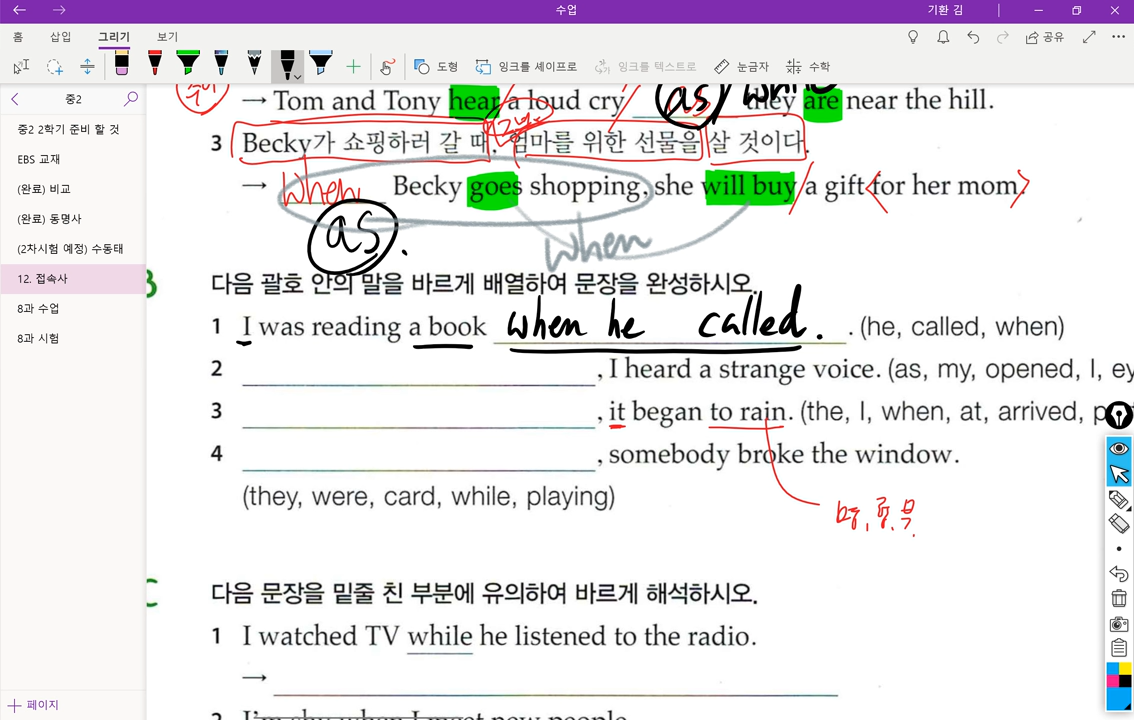 수업
기환 김
홈 삽입 그리기 보기
공유
도형 잉크를 셰이프로 잉크를 텍스트로 눈금자 수학
중2
중2 2학기 준비 할 것
EBS 교재
(완료) 비교
(완료) 동명사
(2차시험 예정) 수동태
12. 접속사
8과 수업
8과 시험
페이지
→ Tom and Tony hear a loud cry (as) they are near the hill.
3 Becky가 쇼핑하러 갈 때, 엄마를 위한 선물을 살 것이다.
→ when Becky goes shopping, she will buy a gift for her mom.
as.
when
B 다음 괄호 안의 말을 바르게 배열하여 문장을 완성하시오.
1 I was reading a book when he called. . (he, called, when)
2 , I heard a strange voice. (as, my, opened, I, ey
3 , it began to rain. (the, I, when, at, arrived, p
4 , somebody broke the window.
(they, were, card, while, playing)
C 다음 문장을 밑줄 친 부분에 유의하여 바르게 해석하시오.
1 I watched TV while he listened to the radio.
→
2 I'm shy when I meet new people.